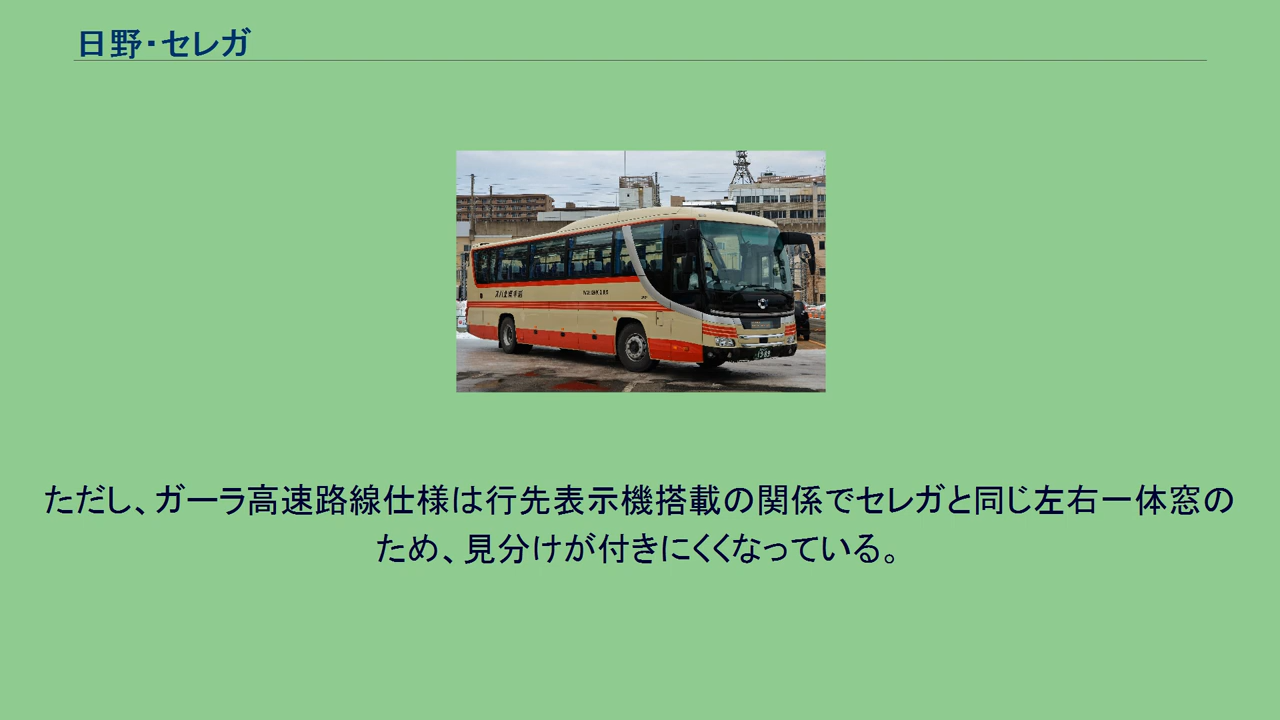 日野・セレガ
ただし、ガーラ高速路線仕様は行先表示機搭載の関係でセレガと同じ左右一体窓の
ため、見分けが付きにくくなっている。